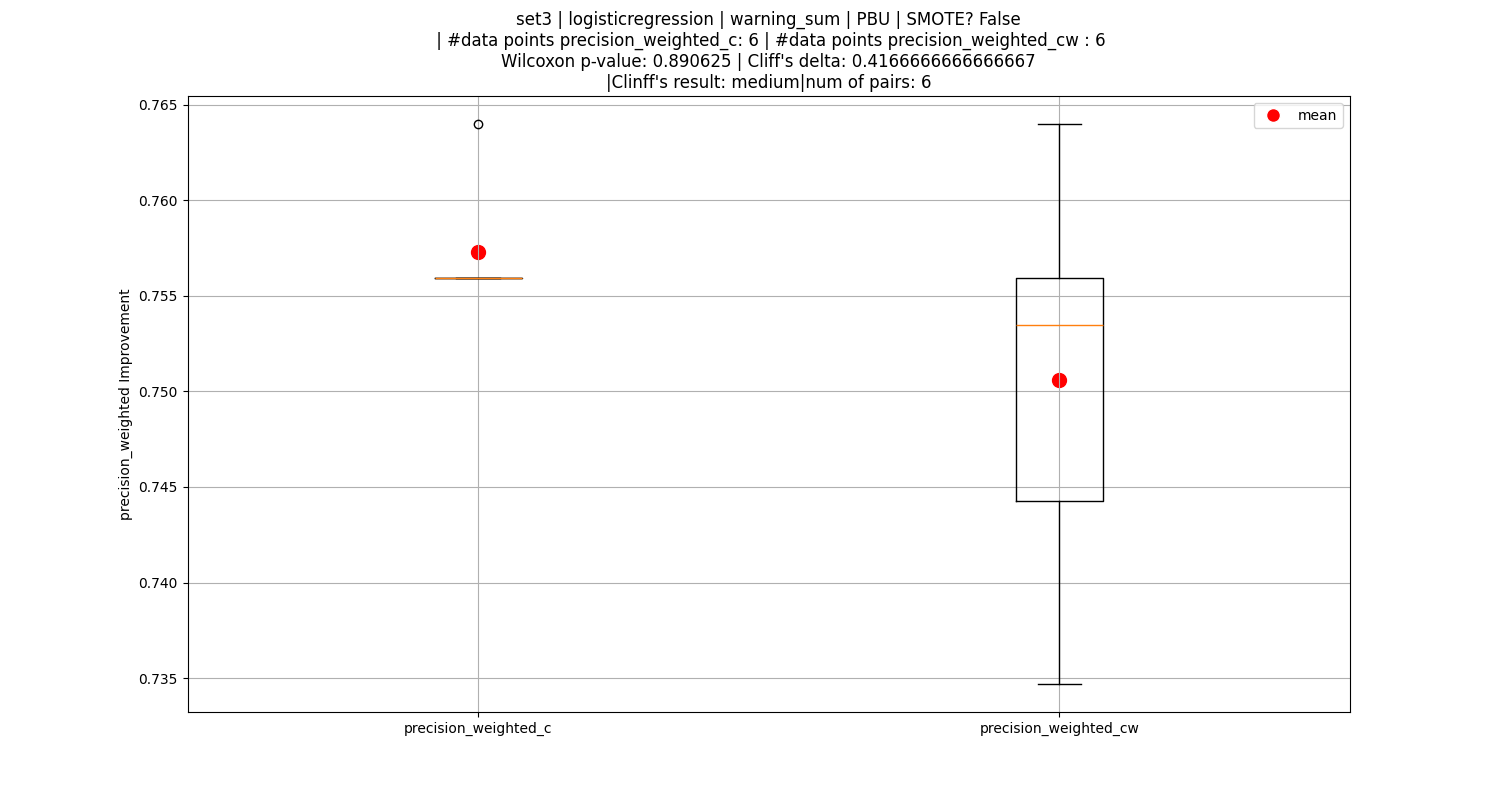 set3 | logisticregression | warning_sum | PBU | SMOTE? False
| #data points precision_weighted_c: 6 | #data points precision_weighted_cw : 6
Wilcoxon p-value: 0.890625 | Cliff's delta: 0.4166666666666667
|Clinff's result: medium|num of pairs: 6
mean
precision_weighted Improvement
0.765
0.760
0.755
0.750
0.745
0.740
0.735
precision_weighted_c
precision_weighted_cw